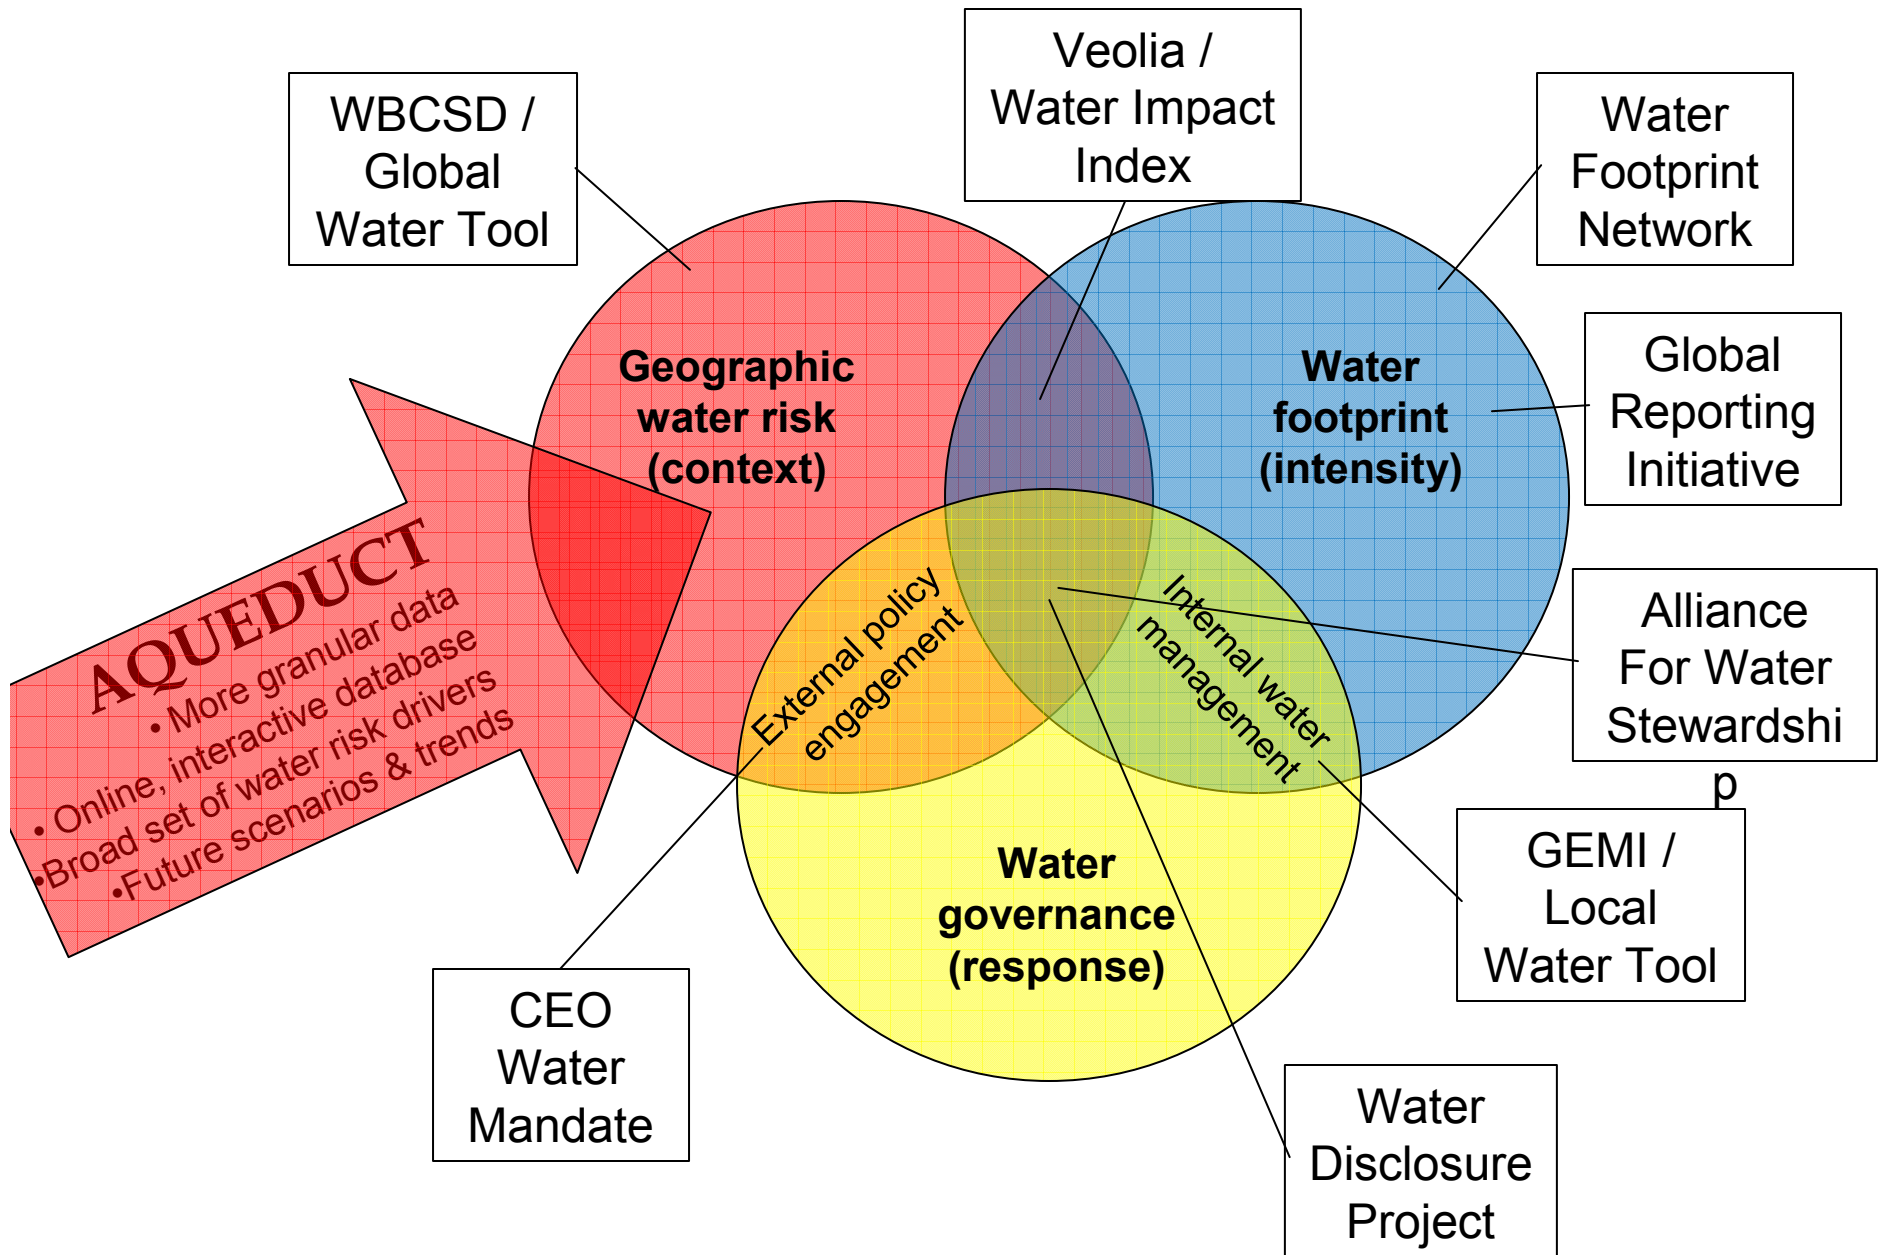 Veolia /
Water Impact
Index
WBCSD /
Global
Water Tool
Water
Footprint
Network
Geographic
water risk
(context)
Water
footprint
(intensity)
Global
Reporting
Initiative
AQUEDUCT
• More granular data
• Online, interactive database
•Broad set of water risk drivers
•Future scenarios & trends
External policy
engagement
Internal water
management
Alliance
For Water
Stewardshi
p
Water
governance
(response)
GEMI /
Local
Water Tool
CEO
Water
Mandate
Water
Disclosure
Project